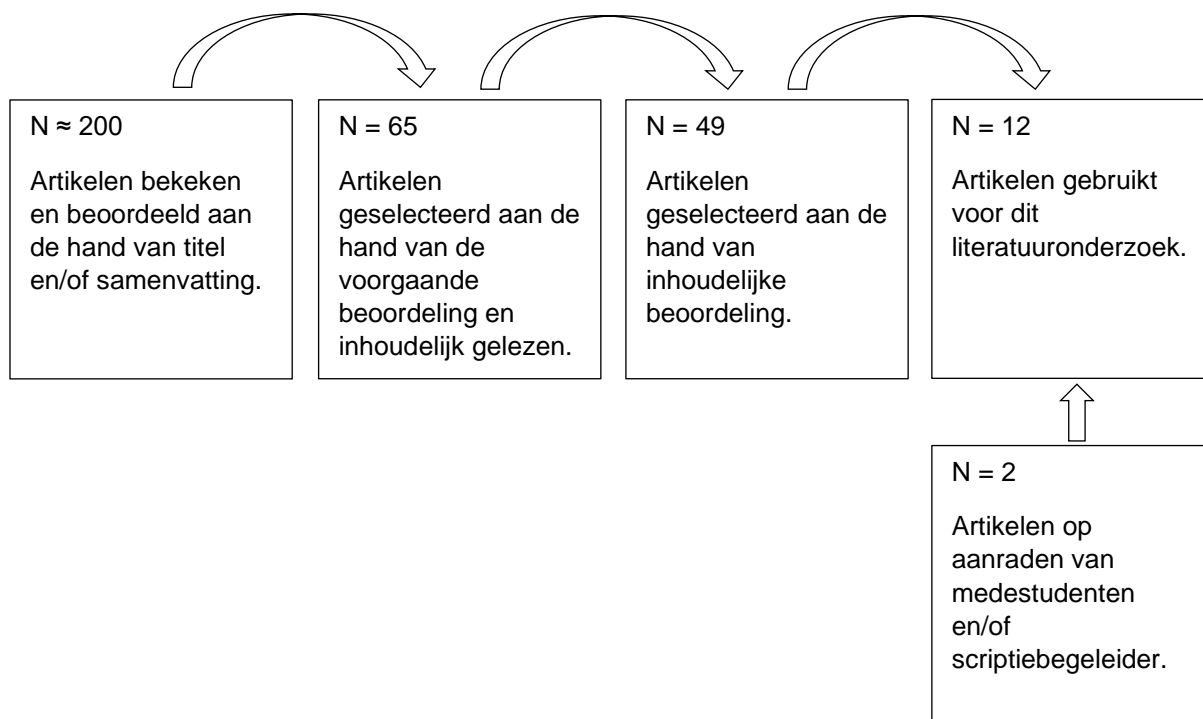 N ≈ 200
Artikelen bekeken
en beoordeeld aan
de hand van titel
en/of samenvatting.
N = 65
Artikelen
geselecteerd aan de
hand van de
voorgaande
beoordeling en
inhoudelijk gelezen.
N = 49
Artikelen
geselecteerd aan de
hand van
inhoudelijke
beoordeling.
N = 12
Artikelen gebruikt
voor dit
literatuuronderzoek.
N = 2
Artikelen op
aanraden van
medestudenten
en/of
scriptiebegeleider.